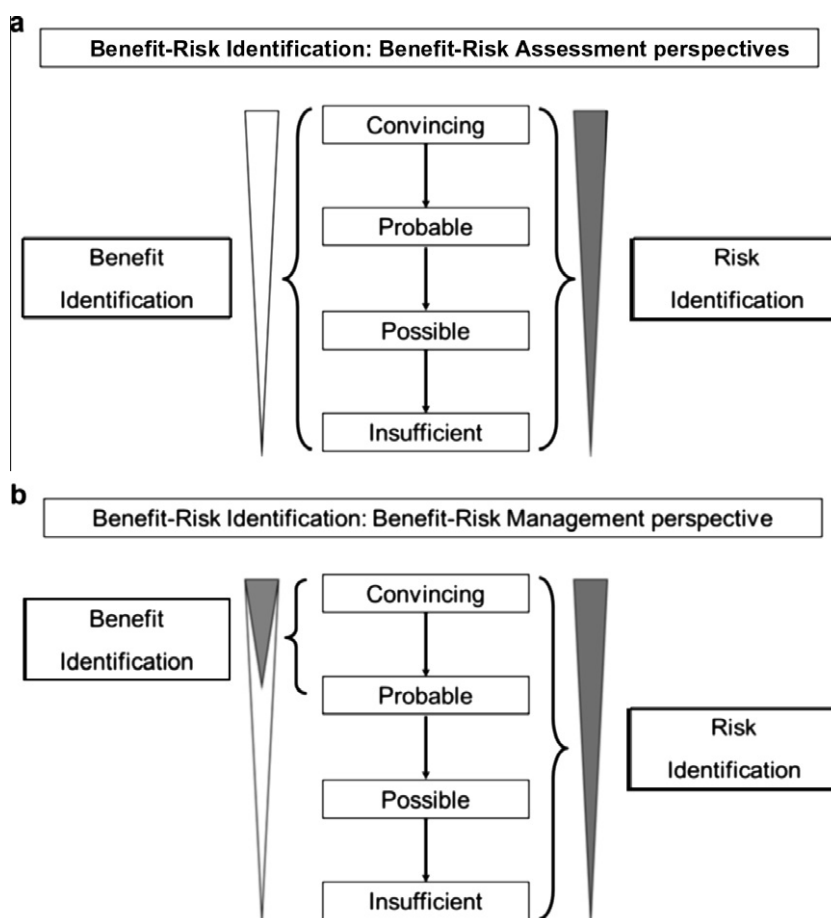 a
Benefit-Risk Identification: Benefit-Risk Assessment perspectives
Convincing
Probable
Benefit
Identification
Risk
Identification
Possible
Insufficient
b
Benefit-Risk Identification: Benefit-Risk Management perspective
Convincing
Benefit
Identification
Probable
Risk
Identification
Possible
Insufficient